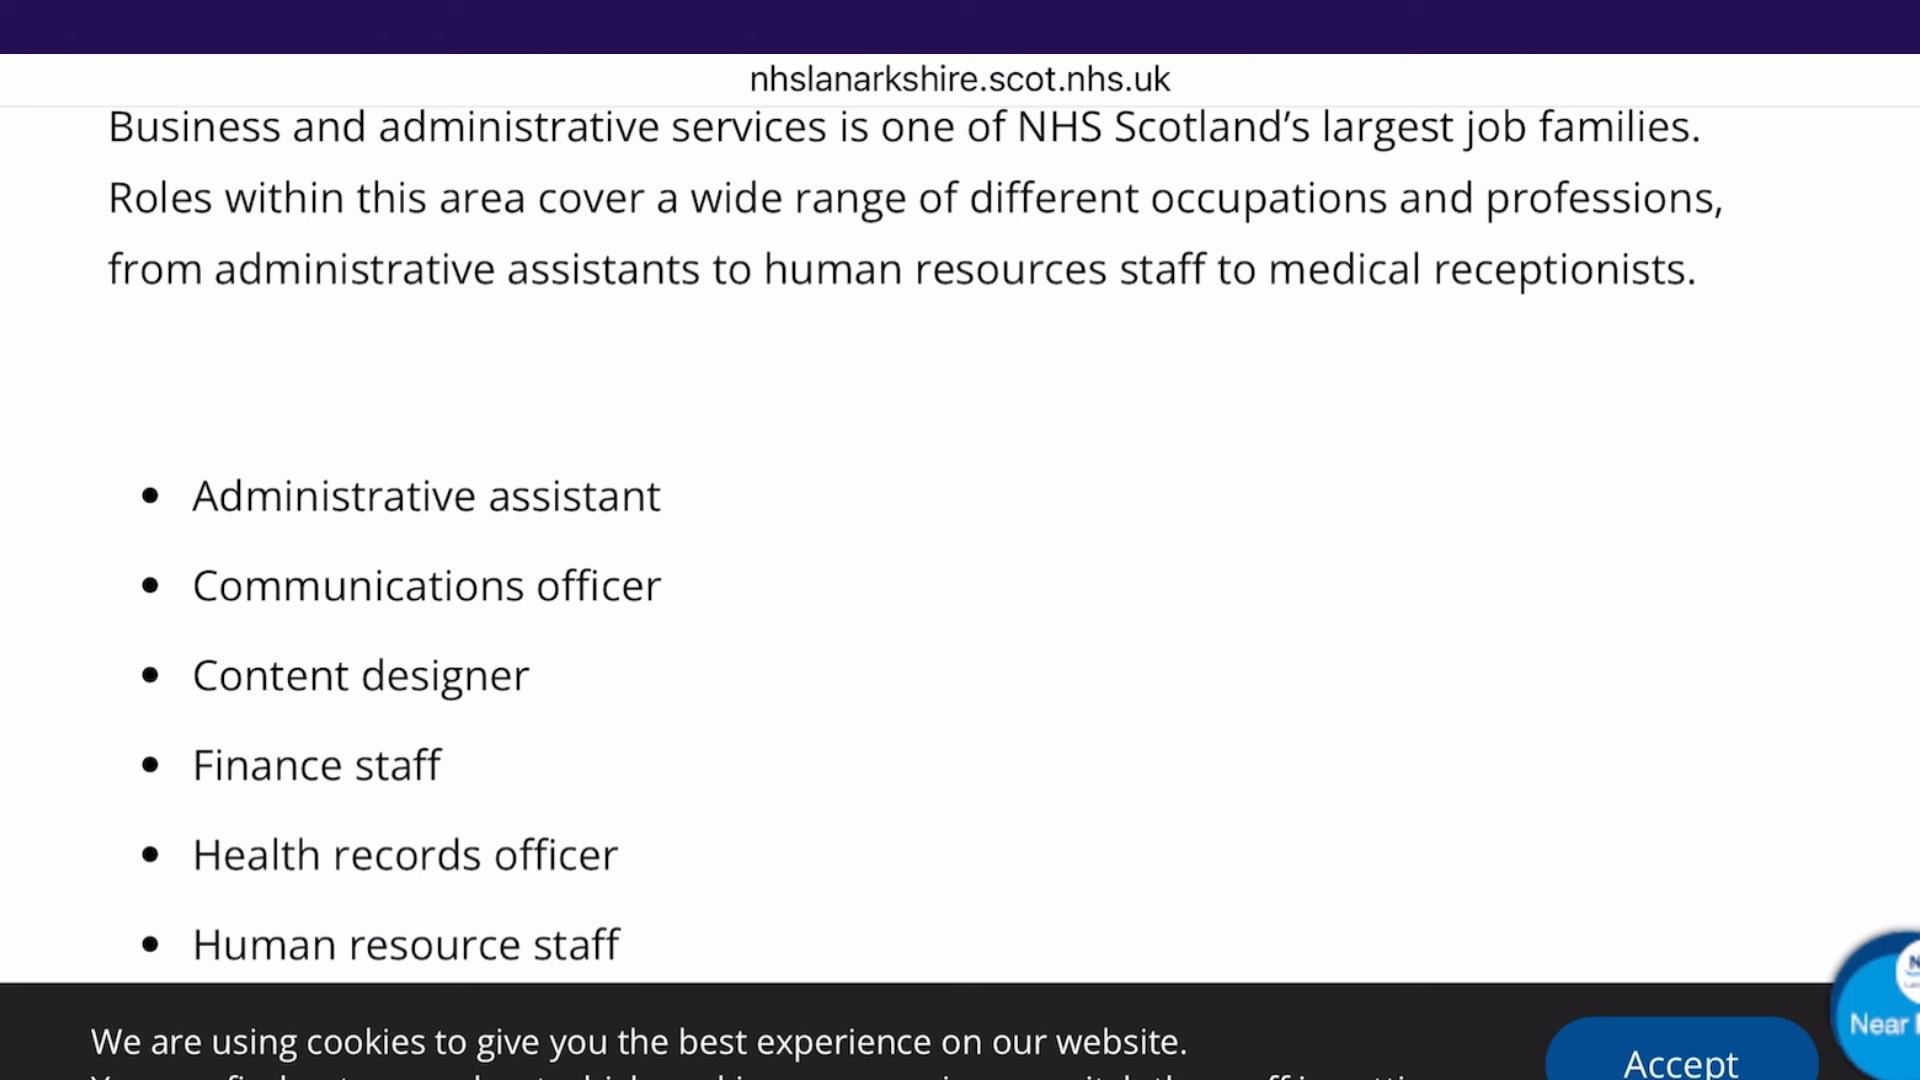 nhslanarkshire.scot.nhs.uk
Business and administrative services is one of NHS Scotland’s largest job families.
Roles within this area cover a wide range of different occupations and professions,
from administrative assistants to human resources staff to medical receptionists.
• Administrative assistant
• Communications officer
• Content designer
• Finance staff
• Health records officer
• Human resource staff
We are using cookies to give you the best experience on our website.
Accept
Near